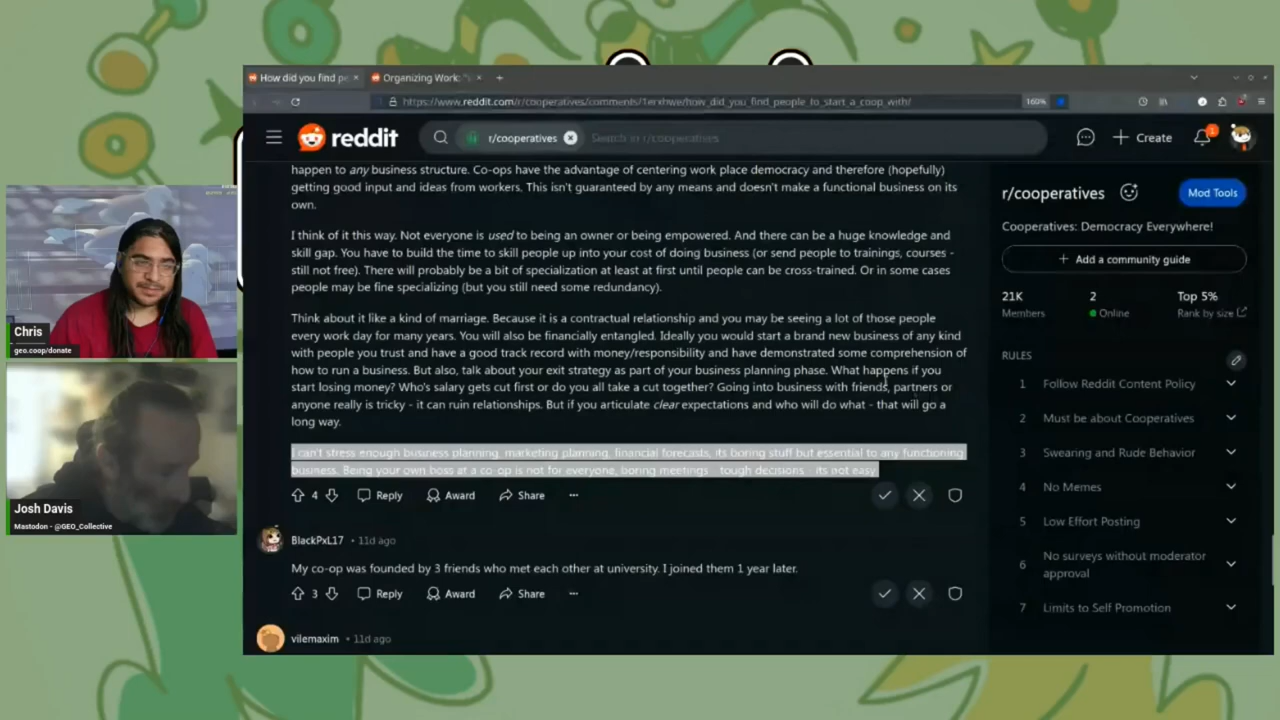 How did you find pe
Organizing Work: "
https://www.reddit.com/r/cooperatives/comments/1erxhwe/how_did_you_find_people_to_start_a_coop_with/
160%
reddit
r/cooperatives
Search in r/cooperatives
Create
1
happen to any business structure. Co-ops have the advantage of centering work place democracy and therefore (hopefully)
getting good input and ideas from workers. This isn't guaranteed by any means and doesn't make a functional business on its
own.
I think of it this way. Not everyone is used to being an owner or being empowered. And there can be a huge knowledge and
skill gap. You have to build the time to skill people up into your cost of doing business (or send people to trainings, courses -
still not free). There will probably be a bit of specialization at least at first until people can be cross-trained. Or in some cases
people may be fine specializing (but you still need some redundancy).
Think about it like a kind of marriage. Because it is a contractual relationship and you may be seeing a lot of those people
every work day for many years. You will also be financially entangled. Ideally you would start a brand new business of any kind
with people you trust and have a good track record with money/responsibility and have demonstrated some comprehension of
how to run a business. But also, talk about your exit strategy as part of your business planning phase. What happens if you
start losing money? Who's salary gets cut first or do you all take a cut together? Going into business with friends, partners or
anyone really is tricky - it can ruin relationships. But if you articulate clear expectations and who will do what - that will go a
long way.
I can't stress enough business planning, marketing planning, financial forecasts, its boring stuff but essential to any functioning
business. Being your own boss at a co-op is not for everyone, boring meetings - tough decisions - its not easy.
4 Reply Award Share
BlackPxL17 • 11d ago
My co-op was founded by 3 friends who met each other at university. I joined them 1 year later.
3 Reply Award Share
vilemaxim • 11d ago
r/cooperatives
Mod Tools
Cooperatives: Democracy Everywhere!
Add a community guide
21K 2 Top 5%
Members Online Rank by size
RULES
1 Follow Reddit Content Policy
2 Must be about Cooperatives
3 Swearing and Rude Behavior
4 No Memes
5 Low Effort Posting
6 No surveys without moderator
approval
7 Limits to Self Promotion
Chris
geo.coop/donate
Josh Davis
Mastodon - @GEO_Collective